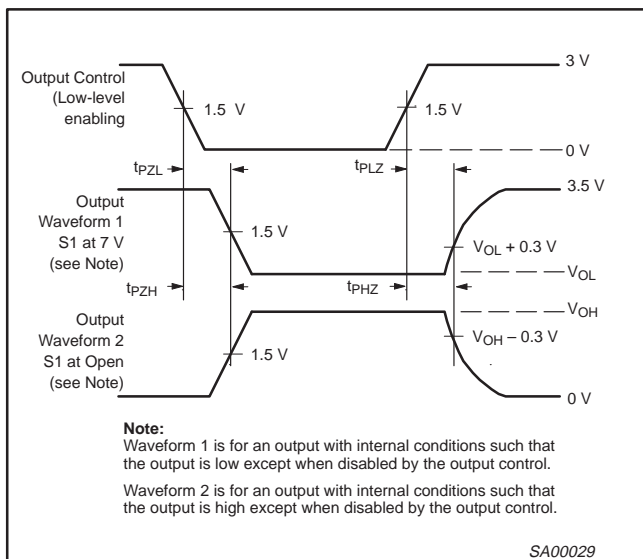 3 V
Output Control
(Low-level
enabling
1.5 V
1.5 V
0 V
tPZL
tPLZ
3.5 V
Output
Waveform 1
S1 at 7 V
(see Note)
1.5 V
VOL + 0.3 V
VOL
tPZH
tPHZ
VOH
Output
Waveform 2
S1 at Open
(see Note)
1.5 V
VOH – 0.3 V
0 V
Note:
Waveform 1 is for an output with internal conditions such that
the output is low except when disabled by the output control.
Waveform 2 is for an output with internal conditions such that
the output is high except when disabled by the output control.
SA00029